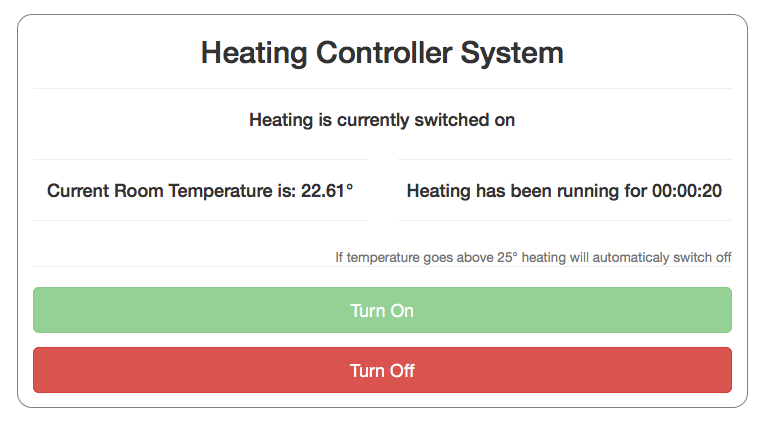 Heating Controller System
Heating is currently switched on
Current Room Temperature is: 22.61°
Heating has been running for 00:00:20
If temperature goes above 25° heating will automaticaly switch off
Turn On
Turn Off